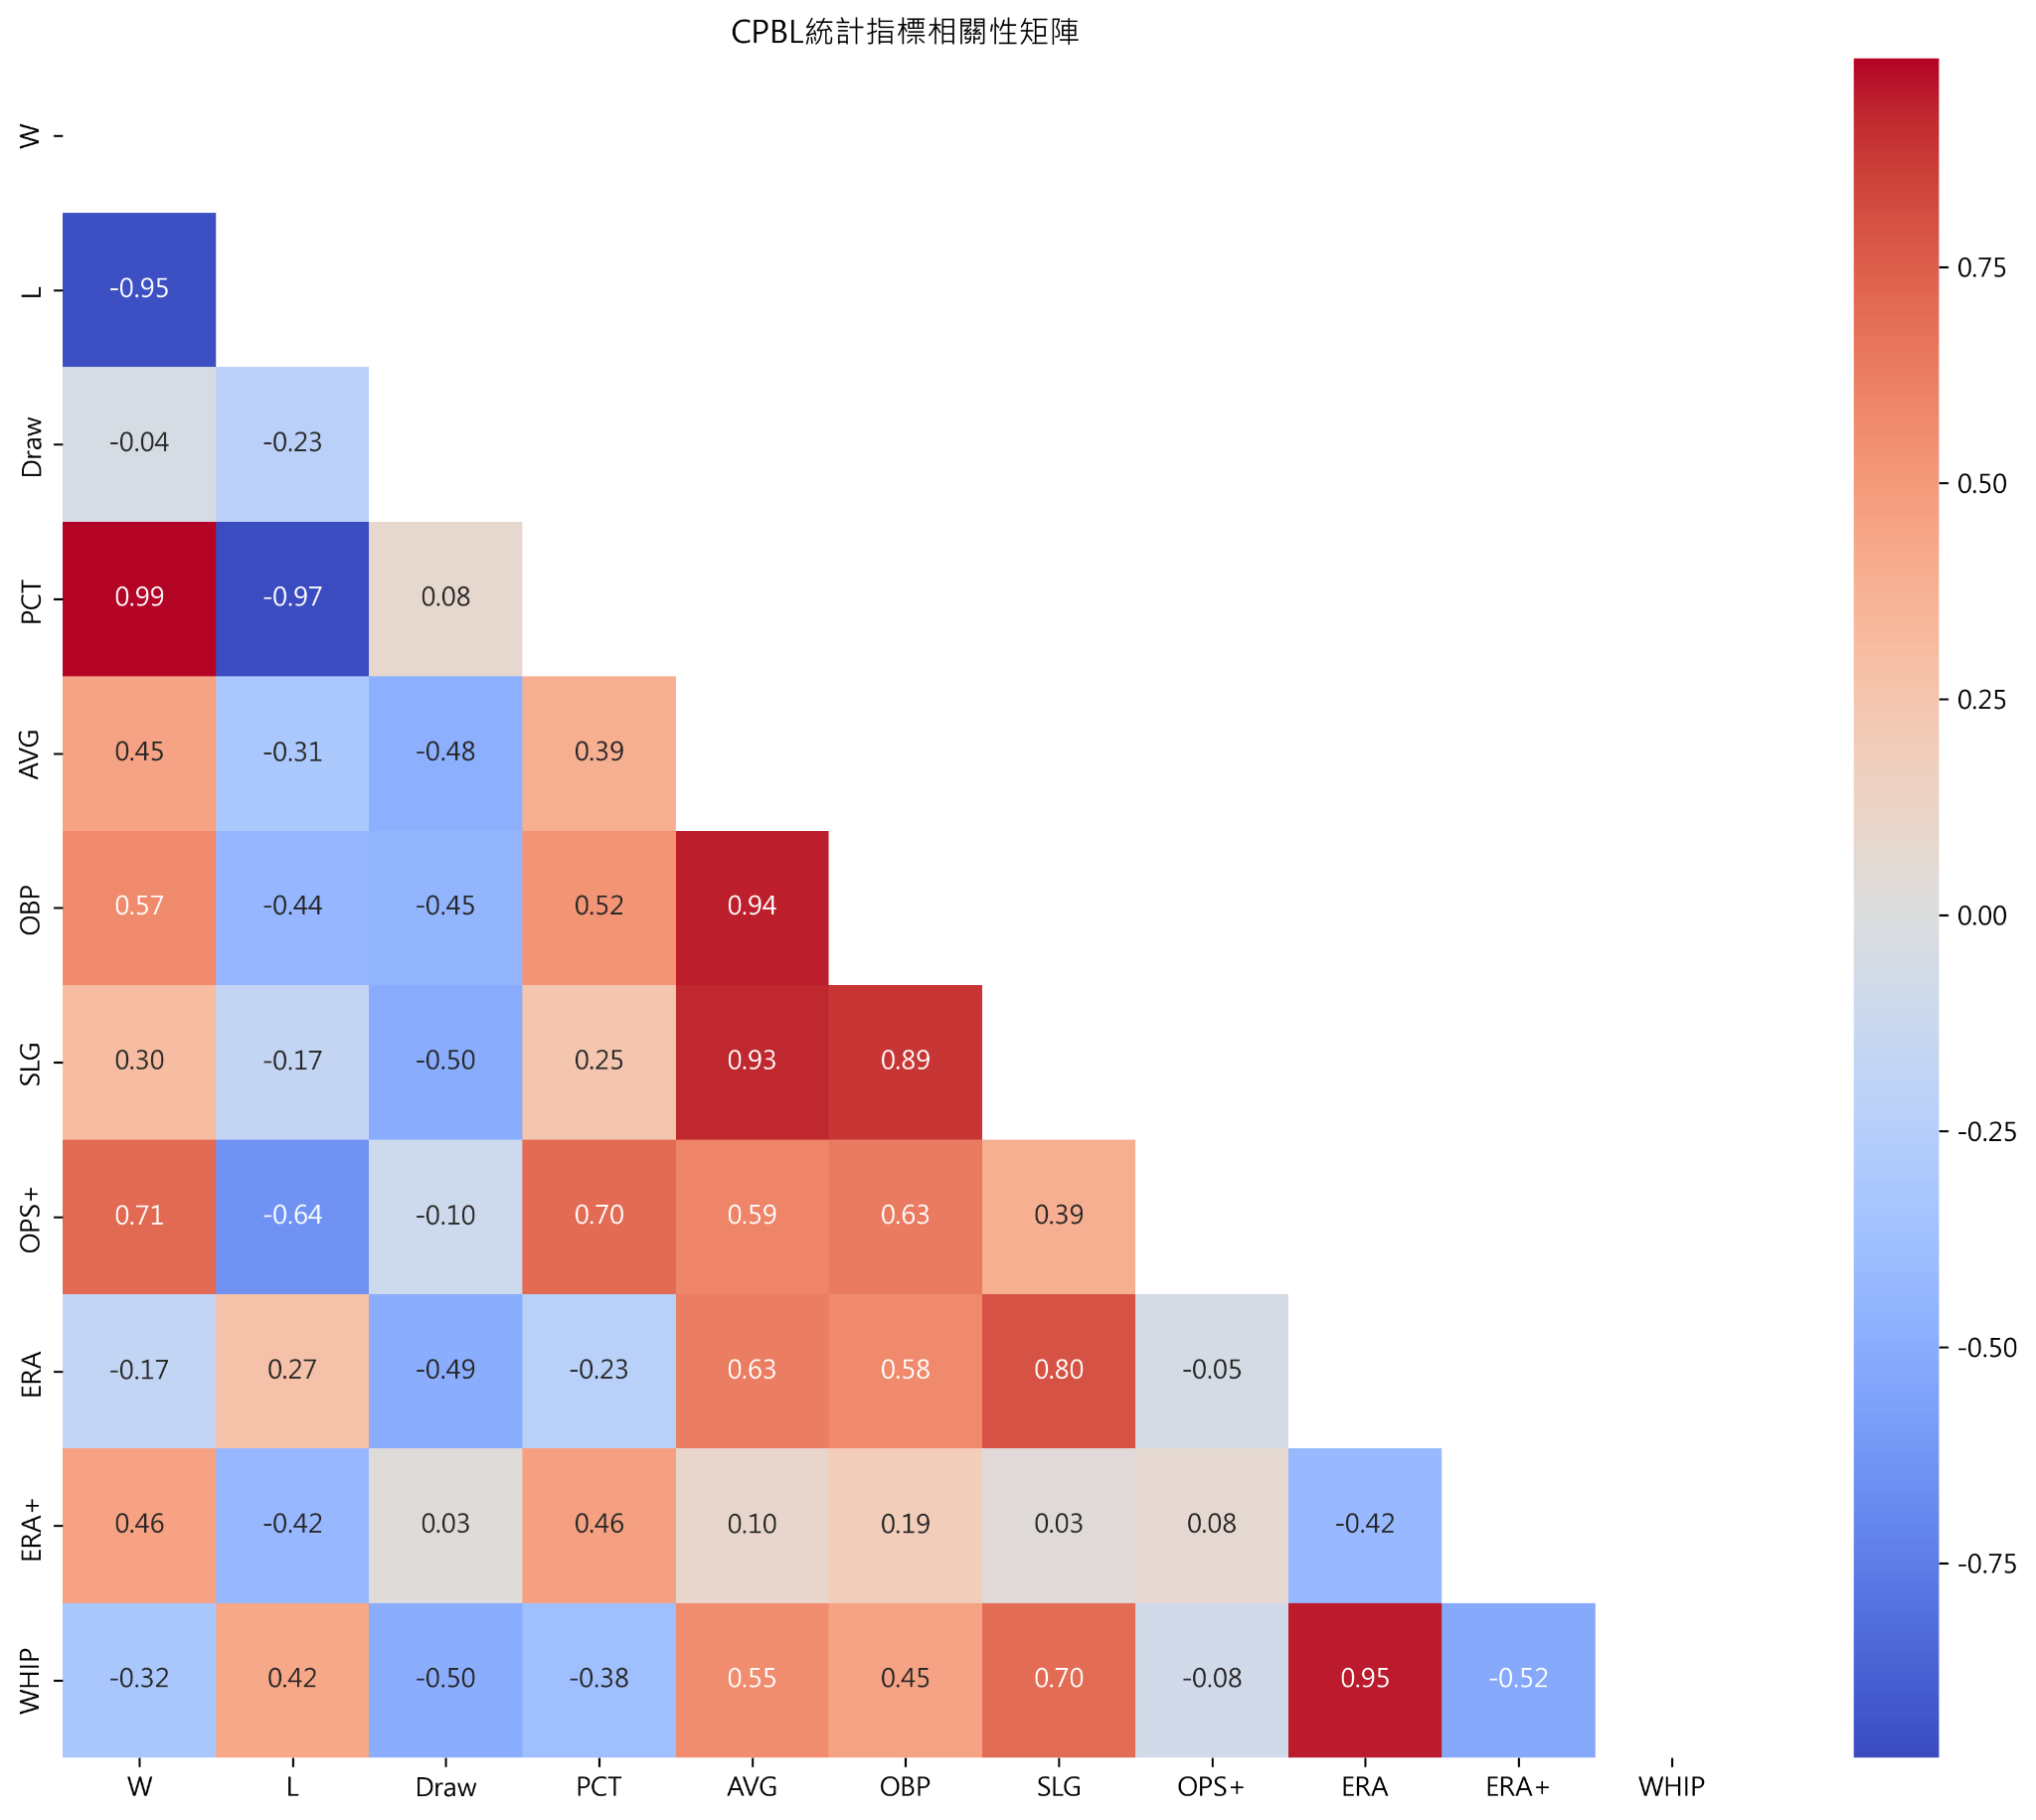 CPBL統計指標相關性矩陣
W
L -0.95
Draw -0.04 -0.23
PCT 0.99 -0.97 0.08
AVG 0.45 -0.31 -0.48 0.39
OBP 0.57 -0.44 -0.45 0.52 0.94
SLG 0.30 -0.17 -0.50 0.25 0.93 0.89
OPS+ 0.71 -0.64 -0.10 0.70 0.59 0.63 0.39
ERA -0.17 0.27 -0.49 -0.23 0.63 0.58 0.80 -0.05
ERA+ 0.46 -0.42 0.03 0.46 0.10 0.19 0.03 0.08 -0.42
WHIP -0.32 0.42 -0.50 -0.38 0.55 0.45 0.70 -0.08 0.95 -0.52
W L Draw PCT AVG OBP SLG OPS+ ERA ERA+ WHIP
0.75
0.50
0.25
0.00
-0.25
-0.50
-0.75